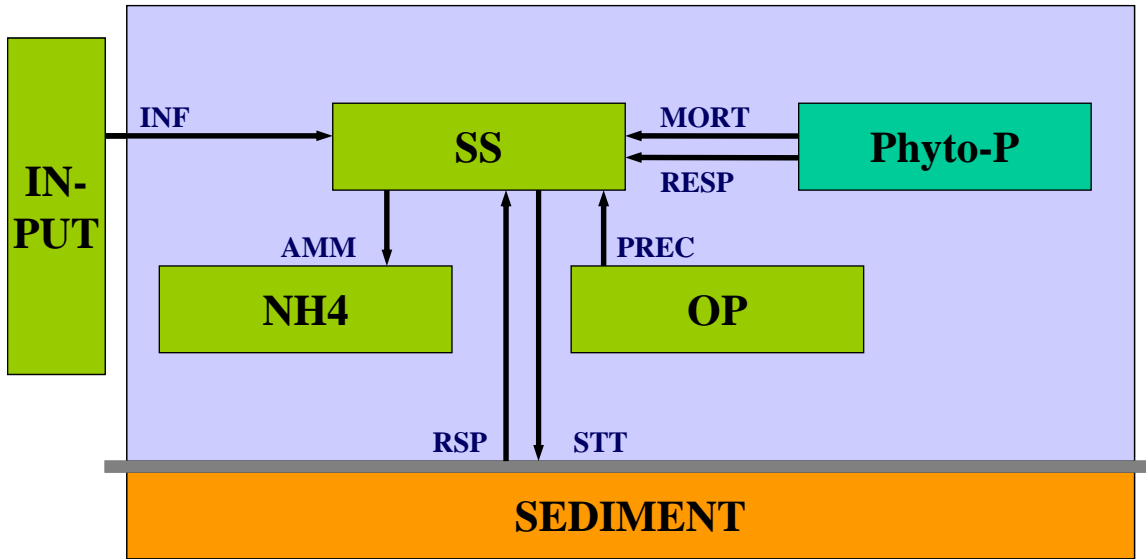 INF
SS
MORT
Phyto-P
RESP
IN-
PUT
AMM
PREC
NH4
OP
RSP
STT
SEDIMENT